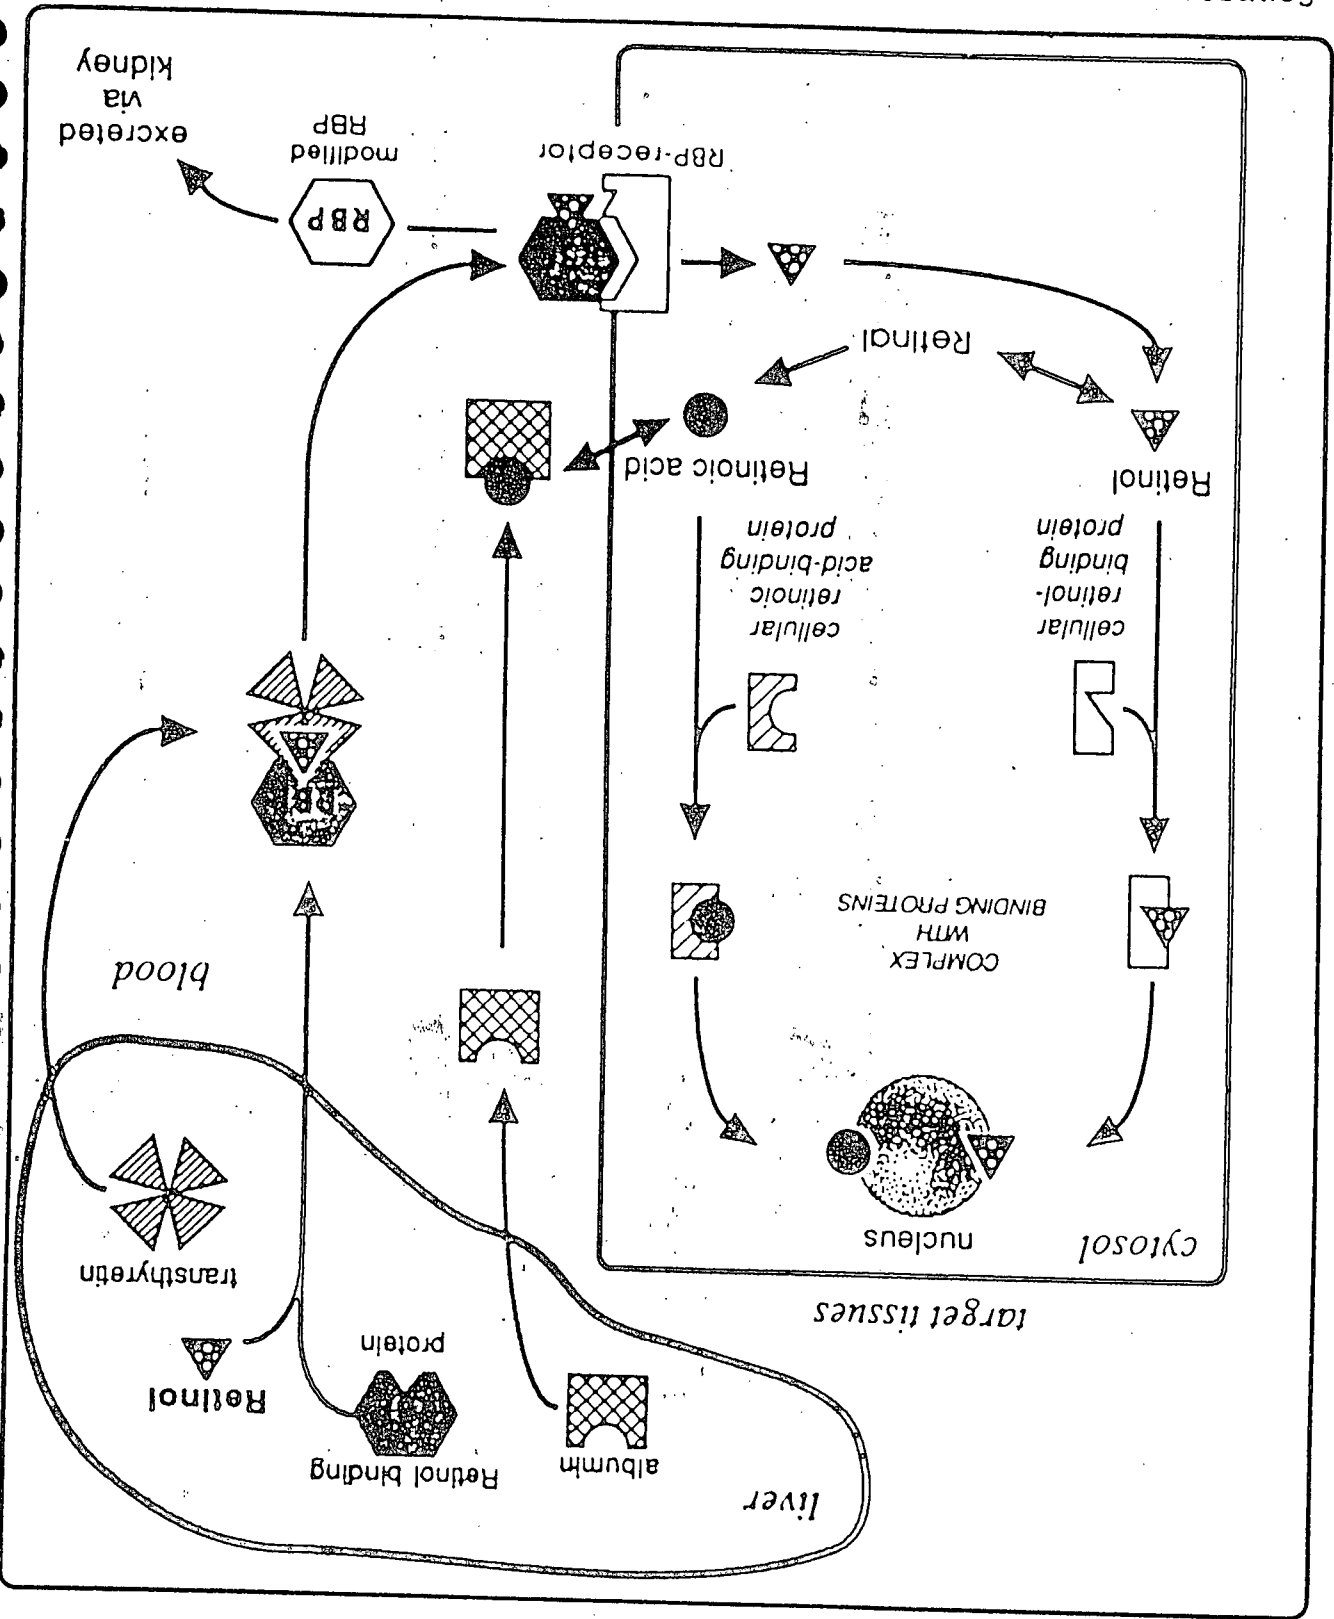 liver
albumin
Retinol binding
protein
Retinol
transthyretin
target tissues
cytosol
nucleus
blood
COMPLEX
WITH
BINDING PROTEINS
cellular
retinol-
binding
protein
cellular
retinoic
acid-binding
protein
Retinol
Retinoic acid
Retinal
RBP-receptor
RBP
modified
RBP
excreted
via
kidney